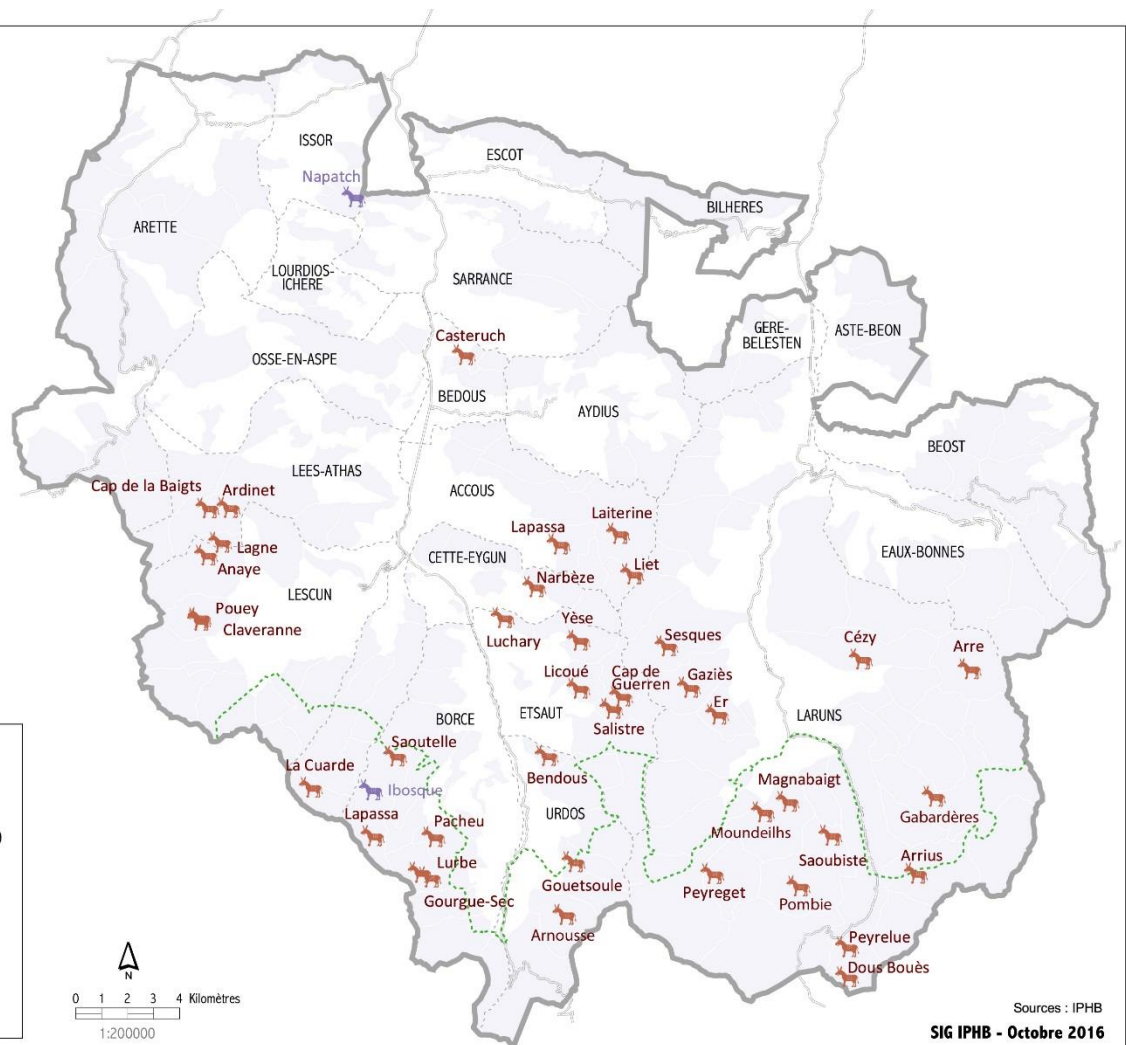 ISSOR
ESCOT
Napatch
BILHERES
ARETTE
LOURDIOS-
ICHERE
SARRANCE
GERE-
BELESTEN
ASTE-BEON
Casteruch
OSSE-EN-ASPE
BEDOUS
AYDIUS
BEOST
LEES-ATHAS
Cap de la Baigts
Ardinet
ACCOUS
Lapassa
Laiterine
Lagne
Anaye
CETTE-EYGUN
EAUX-BONNES
Liet
Narbèze
LESCUN
Pouey
Claveranne
Luchary
Yèse
Sesques
Cézy
Arre
Licoué
Cap de
Guerren
Gaziès
Er
BORCE
ETSAUT
Salistre
LARUNS
Saoutelle
La Cuarde
Bendous
Ibosque
Magnabaigt
Lapassa
Pacheu
URDOS
Moundeilhs
Gabardères
Lurbe
Saoubiste
Arrius
Gourgue-Sec
Gouetsoule
Peyreget
Pombie
Arnousse
Peyrelue
Dous Bouès
N
0 1 2 3 4 Kilomètres
1:200000
Sources : IPHB
SIG IPHB - Octobre 2016